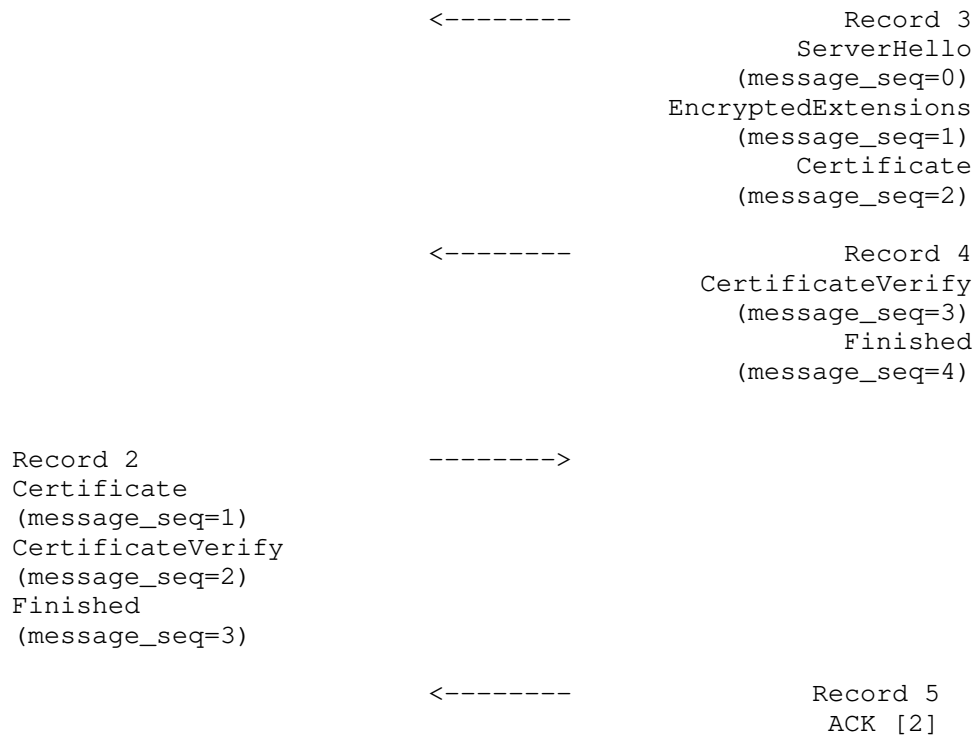 <--------                Record 3
ServerHello
(message_seq=0)
EncryptedExtensions
(message_seq=1)
Certificate
(message_seq=2)
<--------                Record 4
CertificateVerify
(message_seq=3)
Finished
(message_seq=4)
Record 2                -------->
Certificate
(message_seq=1)
CertificateVerify
(message_seq=2)
Finished
(message_seq=3)
<--------                Record 5
ACK [2]